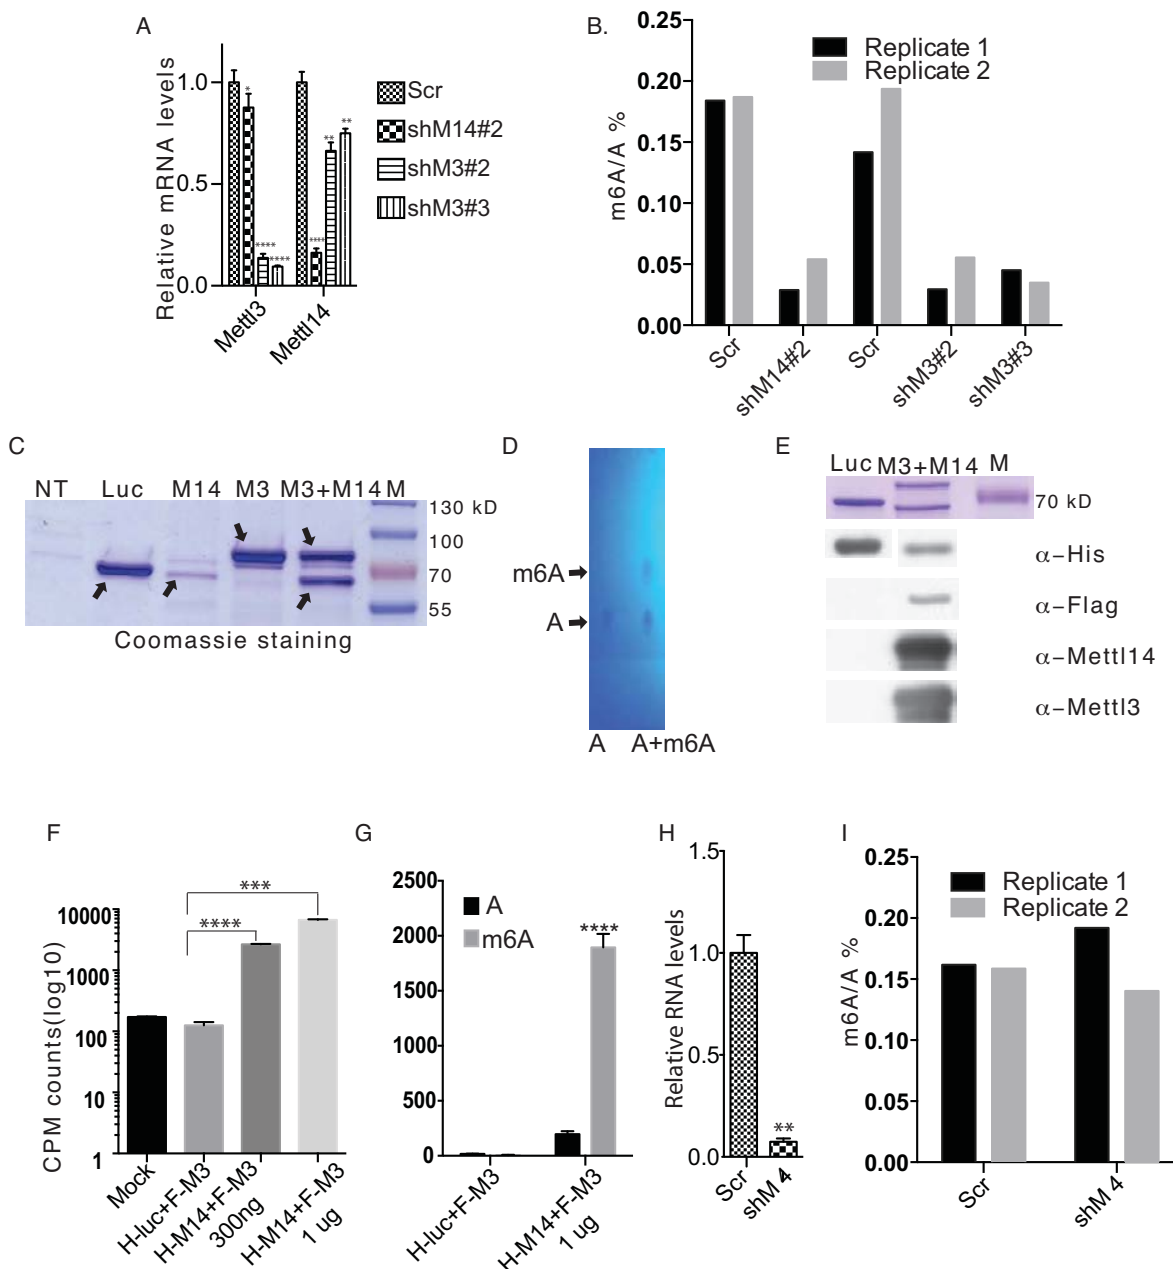 A
Relative mRNA levels
1.0
0.5
0.0
*
****
****
****
**
**
Mettl3
Mettl14
Scr
shM14#2
shM3#2
shM3#3
B.
m6A/A %
0.25
0.20
0.15
0.10
0.05
0.00
Replicate 1
Replicate 2
Scr
shM14#2
Scr
shM3#2
shM3#3
C
NT Luc M14 M3 M3+M14 M
130 kD
100
70
55
Coomassie staining
D
m6A
A
A A+m6A
E
Luc M3+M14 M
70 kD
α-His
α-Flag
α-Mettl14
α-Mettl3
F
CPM counts(log10)
10000
1000
100
10
1
***
****
Mock
H-luc+F-M3
H-M14+F-M3
300ng
H-M14+F-M3
1 ug
G
2500
2000
1500
1000
500
0
A
m6A
****
H-luc+F-M3
H-M14+F-M3
1 ug
H
Relative RNA levels
1.5
1.0
0.5
0.0
**
Scr
shM 4
I
m6A/A %
0.25
0.20
0.15
0.10
0.05
0.00
Replicate 1
Replicate 2
Scr
shM 4